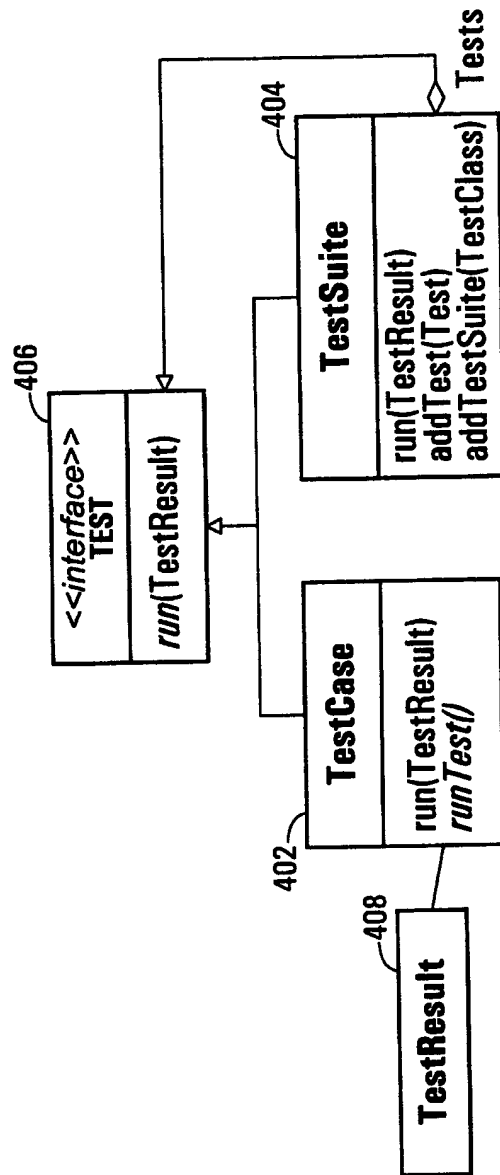 406
<<interface>>
TEST
run(TestResult)
404
TestSuite
run(TestResult)
addTest(Test)
addTestSuite(TestClass)
Tests
402
TestCase
run(TestResult)
runTest()
408
TestResult